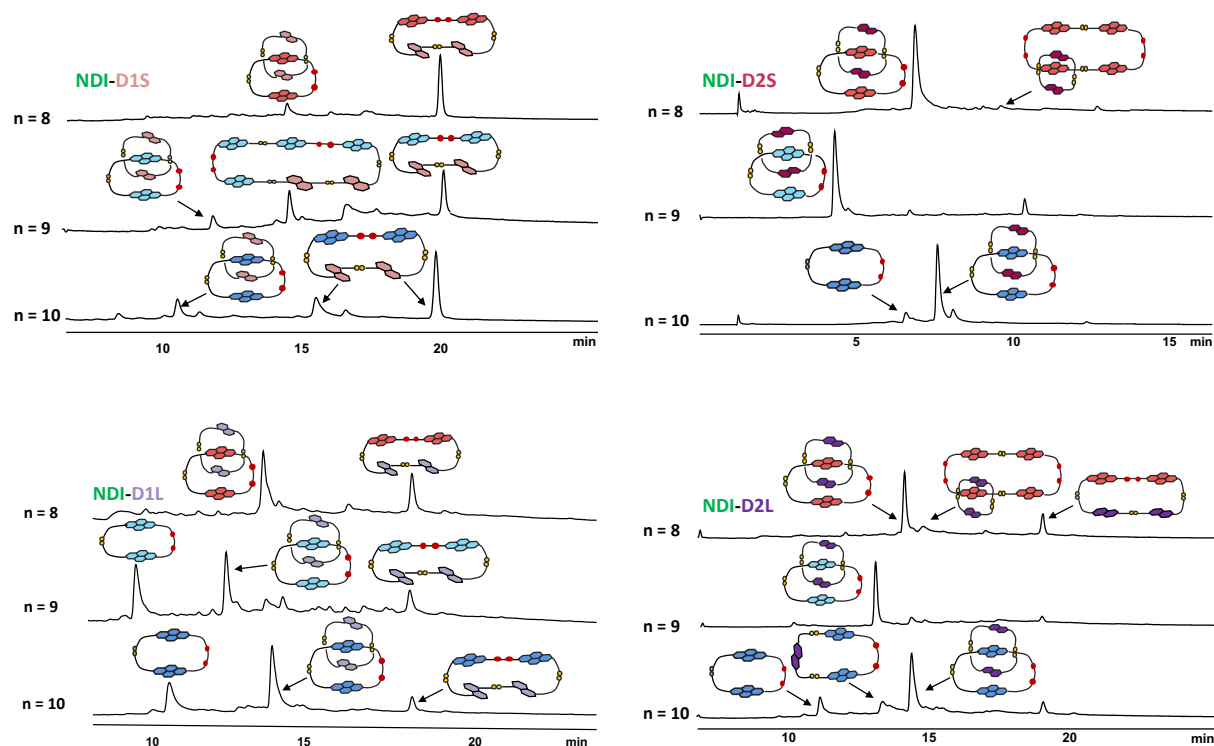 NDI-D1S
n = 8
n = 9
n = 10
10 15 20 min
NDI-D2S
n = 8
n = 9
n = 10
5 10 15 min
NDI-D1L
n = 8
n = 9
n = 10
10 15 20 min
NDI-D2L
n = 8
n = 9
n = 10
10 15 20 min